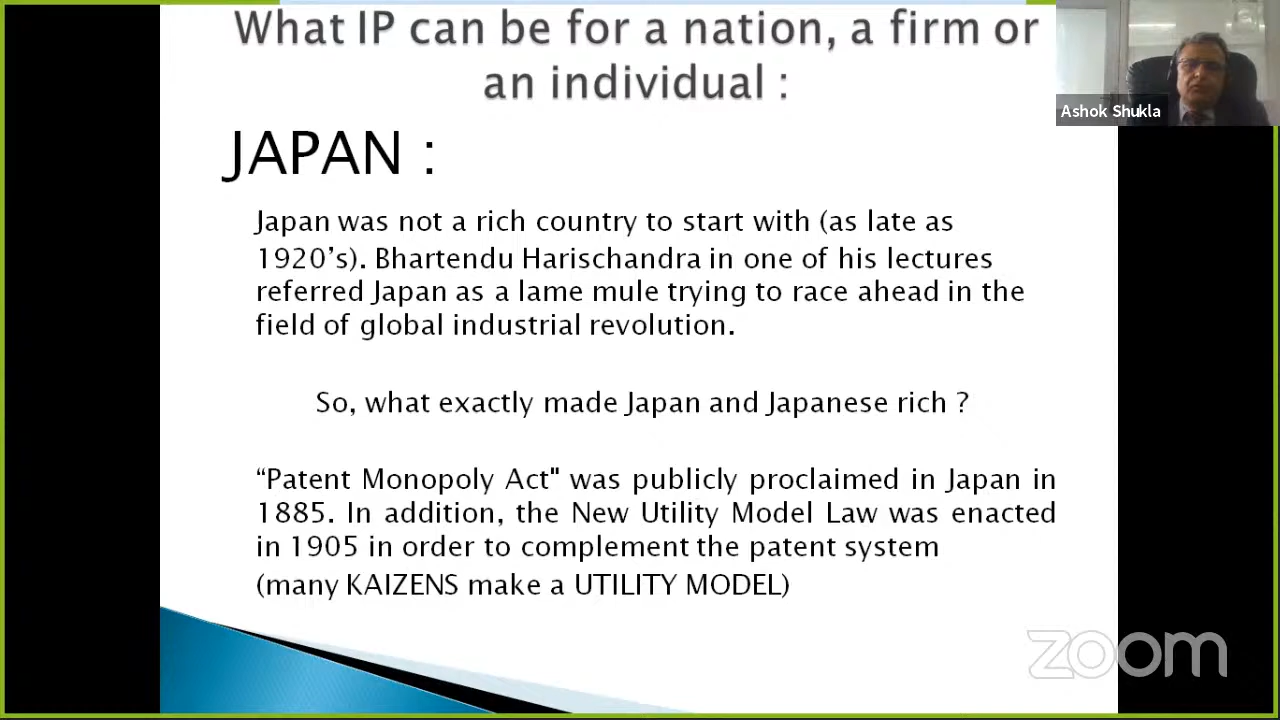 What IP can be for a nation, a firm or
an individual :
Ashok Shukla
JAPAN :
Japan was not a rich country to start with (as late as
1920’s). Bhartendu Harischandra in one of his lectures
referred Japan as a lame mule trying to race ahead in the
field of global industrial revolution.
So, what exactly made Japan and Japanese rich ?
“Patent Monopoly Act" was publicly proclaimed in Japan in
1885. In addition, the New Utility Model Law was enacted
in 1905 in order to complement the patent system
(many KAIZENS make a UTILITY MODEL)
zoom